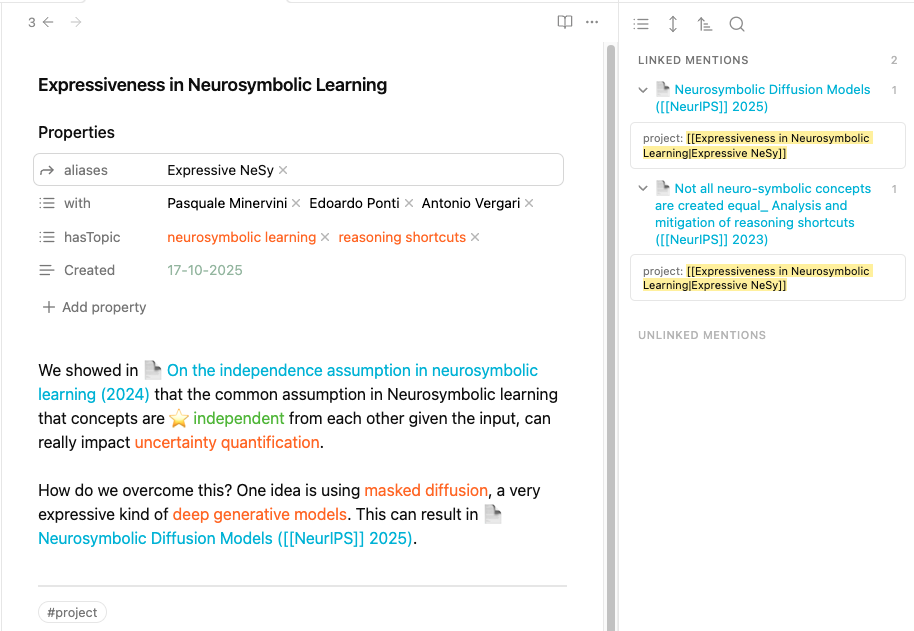 3
Expressiveness in Neurosymbolic Learning
Properties
aliases Expressive NeSy
with Pasquale Minervini Edoardo Ponti Antonio Vergari
hasTopic neurosymbolic learning reasoning shortcuts
Created 17-10-2025
Add property
We showed in On the independence assumption in neurosymbolic
learning (2024) that the common assumption in Neurosymbolic learning
that concepts are independent from each other given the input, can
really impact uncertainty quantification.
How do we overcome this? One idea is using masked diffusion, a very
expressive kind of deep generative models. This can result in
Neurosymbolic Diffusion Models ([[NeurIPS]] 2025).
#project
LINKED MENTIONS 2
Neurosymbolic Diffusion Models 1
([[NeurIPS]] 2025)
project: [[Expressiveness in Neurosymbolic
Learning|Expressive NeSy]]
Not all neuro-symbolic concepts 1
are created equal_ Analysis and
mitigation of reasoning shortcuts
([[NeurIPS]] 2023)
project: [[Expressiveness in Neurosymbolic
Learning|Expressive NeSy]]
UNLINKED MENTIONS